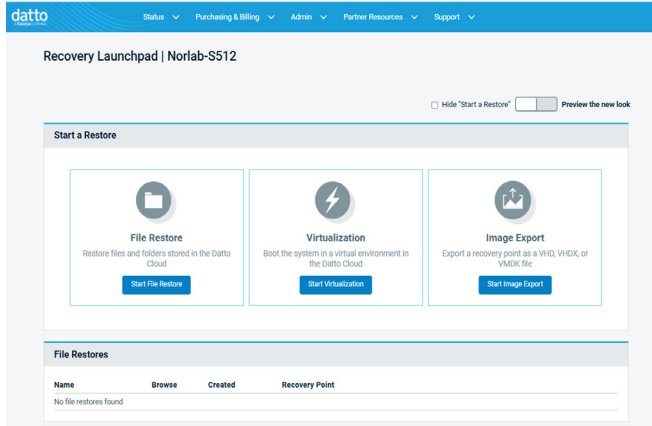 datto
Status
Purchasing & Billing
Admin
Partner Resources
Support
Recovery Launchpad | Norlab-S512
Hide "Start a Restore"
Preview the new look
Start a Restore
File Restore
Restore files and folders stored in the Datto
Cloud
Start File Restore
Virtualization
Boot the system in a virtual environment in
the Datto Cloud
Start Virtualization
Image Export
Export a recovery point as a VHD, VHDX, or
VMDK file
Start Image Export
File Restores
Name Browse Created Recovery Point
No file restores found